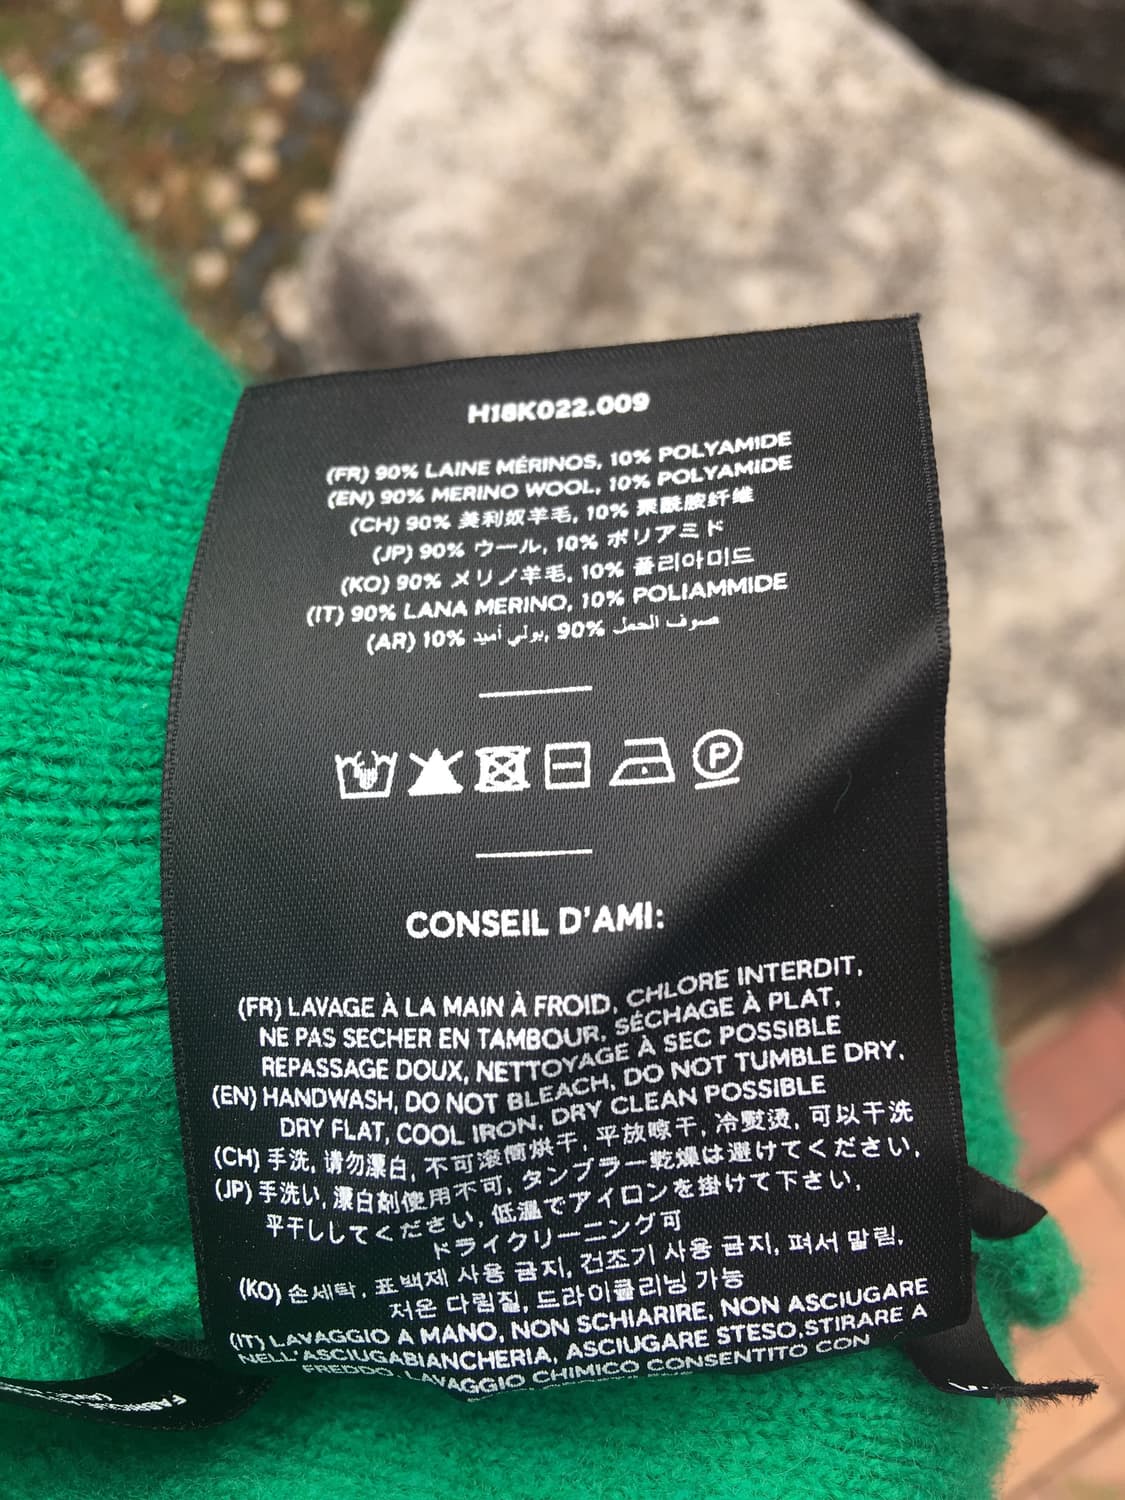 H18K022.009
(FR) 90% LAINE MÉRINOS, 10% POLYAMIDE
(EN) 90% MERINO WOOL, 10% POLYAMIDE
(CH) 90% 美利奴羊毛, 10% 聚酰胺纤维
(JP) 90% ウール, 10% ポリアミド
(KO) 90% メリノ羊毛, 10% 폴리아미드
(IT) 90% LANA MERINO, 10% POLIAMMIDE
(AR) 10% بولي أميد, 90% صوف الحمل
P
CONSEIL D'AMI:
(FR) LAVAGE À LA MAIN À FROID, CHLORE INTERDIT,
NE PAS SECHER EN TAMBOUR, SÉCHAGE À PLAT,
REPASSAGE DOUX, NETTOYAGE À SEC POSSIBLE
(EN) HANDWASH, DO NOT BLEACH, DO NOT TUMBLE DRY,
DRY FLAT, COOL IRON, DRY CLEAN POSSIBLE
(CH) 手洗, 请勿漂白, 不可滚筒烘干, 平放晾干, 冷熨烫, 可以干洗
(JP) 手洗い, 漂白剤使用不可, タンブラー乾燥は避けてください,
平干ししてください, 低温でアイロンを掛けて下さい,
ドライクリーニング可
(KO) 손세탁, 표백제 사용 금지, 건조기 사용 금지, 펴서 말림,
저온 다림질, 드라이클리닝 가능
(IT) LAVAGGIO A MANO, NON SCHIARIRE, NON ASCIUGARE
NELL'ASCIUGABIANCHERIA, ASCIUGARE STESO, STIRARE A
FREDDO, LAVAGGIO CHIMICO CONSENTITO CON